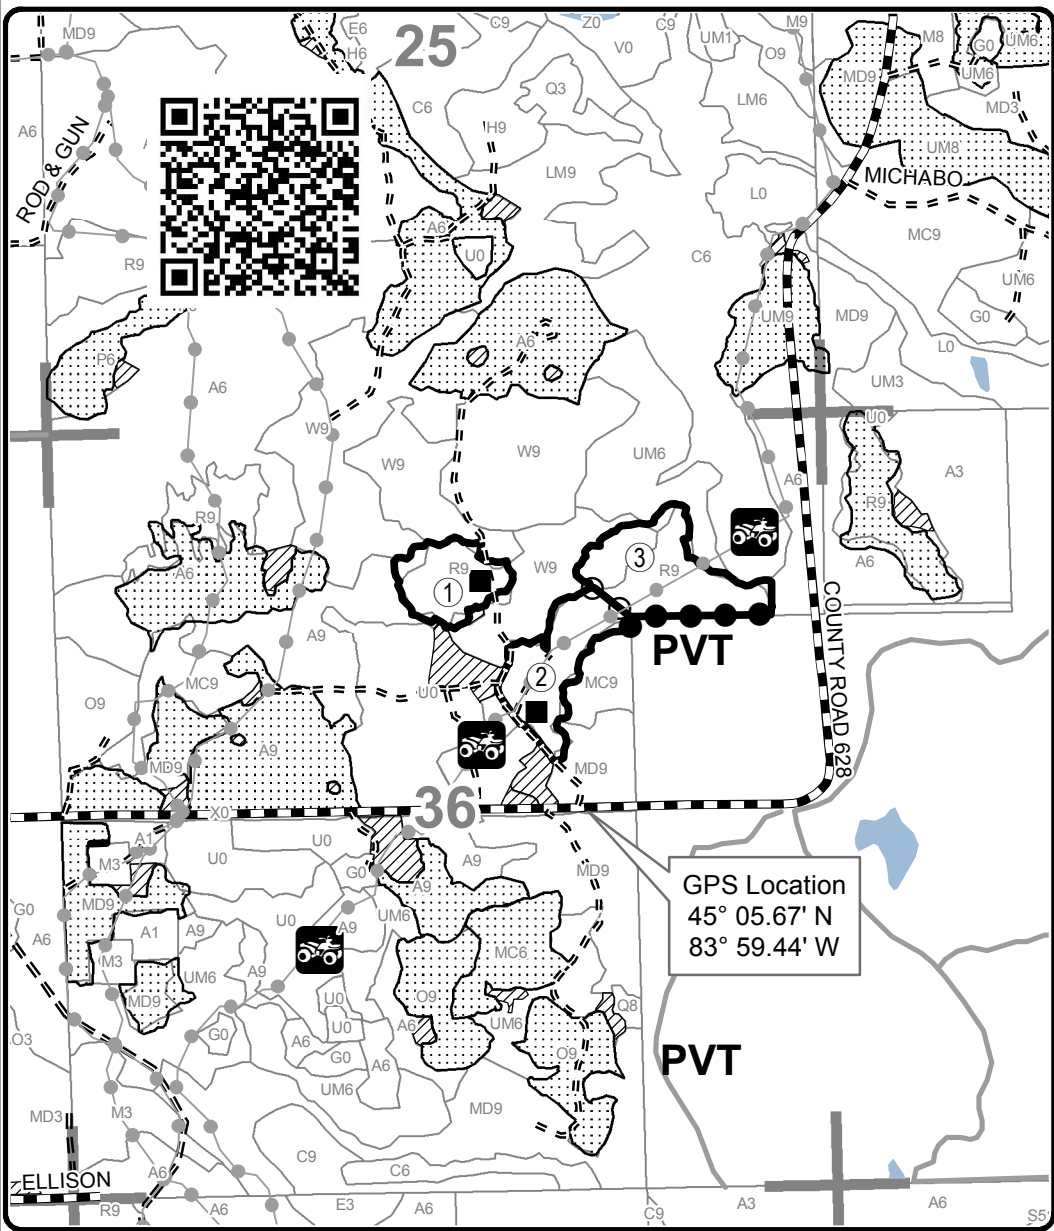 MD9
E6
H6
25
C9
Z0
V0
C9
UM1
M9
O9
M8
G0
UM6
UM6
MD9
MD3
A6
ROD & GUN
C6
Q3
H9
LM6
UM8
LM9
MICHABO
L0
A6
MC9
R9
U0
C6
UM6
UM9
MD9
G0
P6
A6
L0
A6
UM3
U0
W9
W9
W9
UM6
A3
A6
R9
R9
A6
R9
1
W9
3
R9
A6
COUNTY ROAD 628
A9
PVT
MC9
2
MC9
O9
U0
A9
MD9
MD9
X0
36
A1
U0
M3
U0
G0
A9
MD9
GPS Location
45° 05.67' N
83° 59.44' W
MD9
A9
G0
A6
A1
A9
U0
A9
UM6
M3
MC6
UM6
A9
MD9
U0
O9
Q8
G0
U0
A6
UM6
O3
A6
G0
A6
O9
PVT
UM6
MD3
M3
MD9
C9
C6
A6
ELLISON
R9
A6
E3
A6
C9
A3
A6
S5